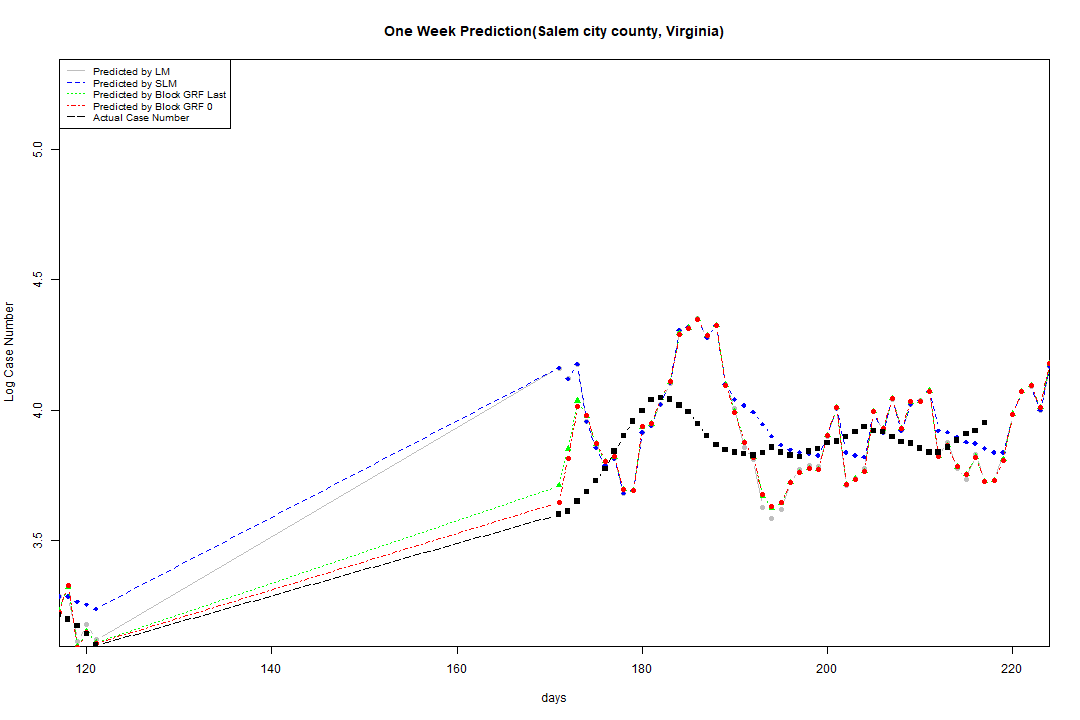 One Week Prediction(Salem city county, Virginia)
Predicted by LM
Predicted by SLM
Predicted by Block GRF Last
Predicted by Block GRF 0
Actual Case Number
Log Case Number
5.0
4.5
4.0
3.5
120 140 160 180 200 220
days